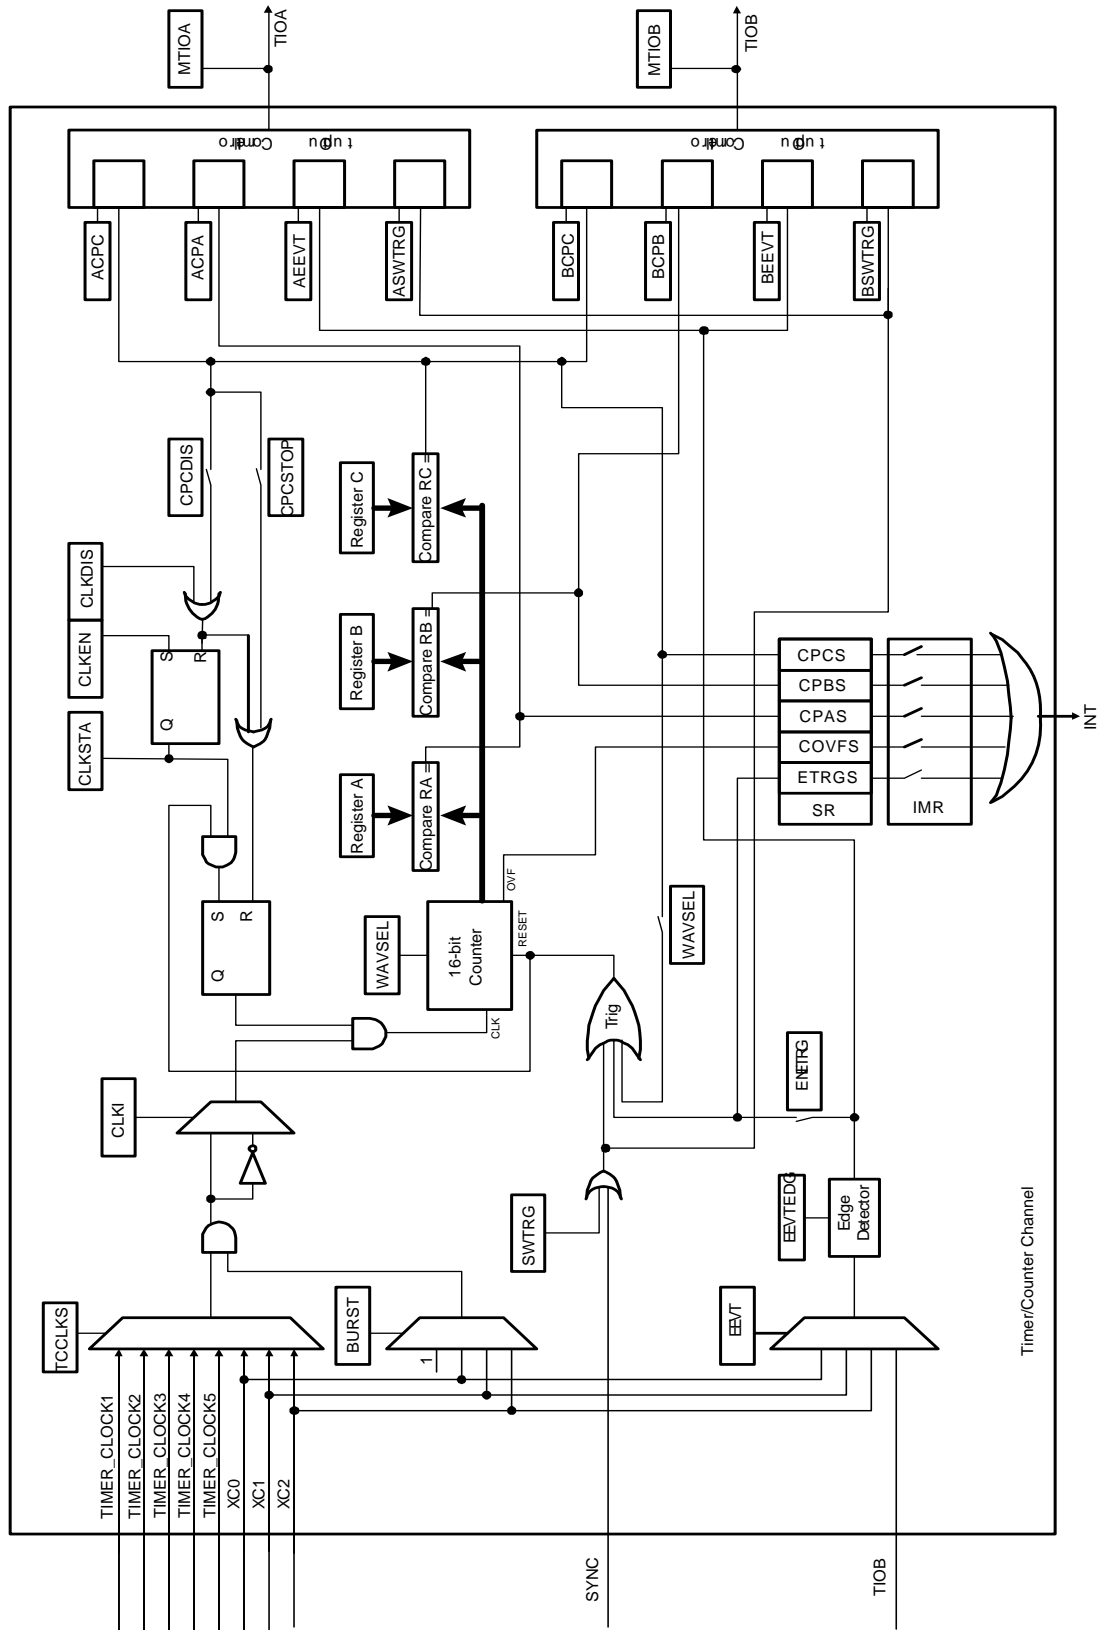 MTIOA
TIOA
MTIOB
TIOB
ACPC
ACPA
AEEVT
ASWTRG
BCPC
BCPB
BEEVT
BSWTRG
CPCDIS
CPCSTOP
CLKDIS
CLKEN
CLKSTA
S
R
Q
Register C
Compare RC =
Register B
Compare RB =
Register A
Compare RA =
S
R
Q
WAVSEL
16-bit
Counter
OVF
RESET
CLK
CPCS
CPBS
CPAS
COVFS
ETRGS
SR
IMR
INT
WAVSEL
Trig
ENETRG
CLKI
SWTRG
EEVTEDG
Edge
Detector
TCCLKS
BURST
1
EEVT
Timer/Counter Channel
TIMER_CLOCK1
TIMER_CLOCK2
TIMER_CLOCK3
TIMER_CLOCK4
TIMER_CLOCK5
XC0
XC1
XC2
SYNC
TIOB